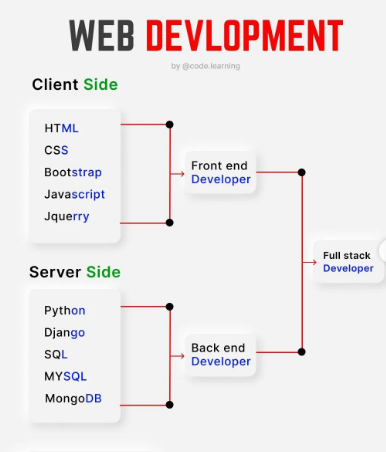 WEB DEVLOPMENT
by @code.learning
Client Side
HTML
CSS
Bootstrap
Javascript
Jquerry
Front end
Developer
Full stack
Developer
Server Side
Python
Django
SQL
MYSQL
MongoDB
Back end
Developer